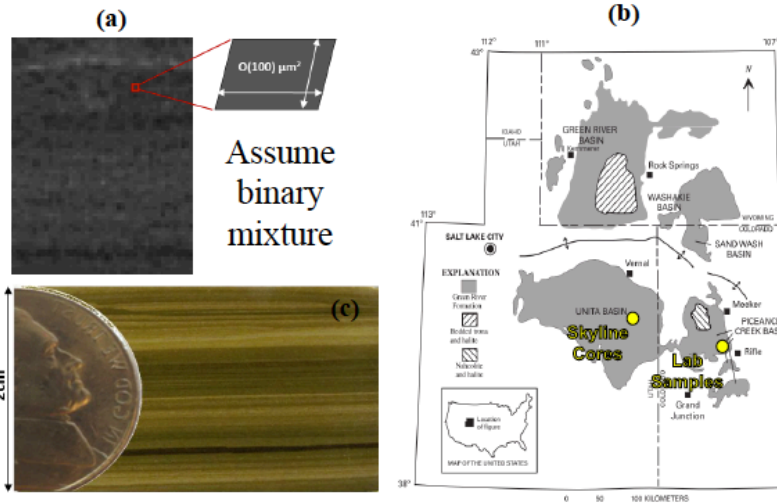 (a)
O(100) μm²
Assume
binary
mixture
(c)
2cm
IN GOD W
(b)
112°
111°
107°
43°
N
IDAHO
UTAH
GREEN RIVER
BASIN
Kemmerer
Rock Springs
WASHAKIE
BASIN
WYOMING
COLORADO
113°
41°
SALT LAKE CITY
SAND WASH
BASIN
EXPLANATION
Green River
Formation
Bedded trona
and halite
Nahcolite
and halite
Vernal
UNITA BASIN
Skyline
Cores
Meeker
PICEANC
CREEK BAS
Rifle
Lab
Samples
Grand
Junction
Location
of figure
MAP OF THE UNITED STATES
38°
0 50 100 KILOMETERS